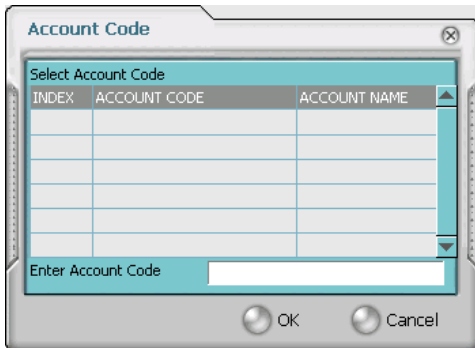 Account Code
Select Account Code
INDEX ACCOUNT CODE ACCOUNT NAME
Enter Account Code
OK Cancel